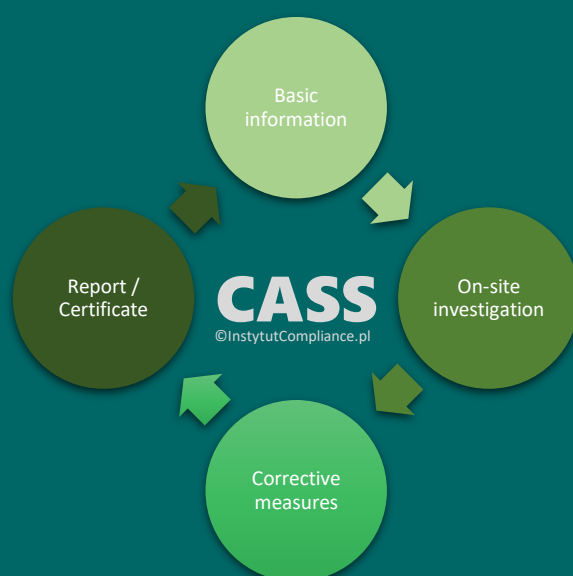 Basic
information
On-site
investigation
Corrective
measures
Report /
Certificate
CASS
©InstytutCompliance.pl